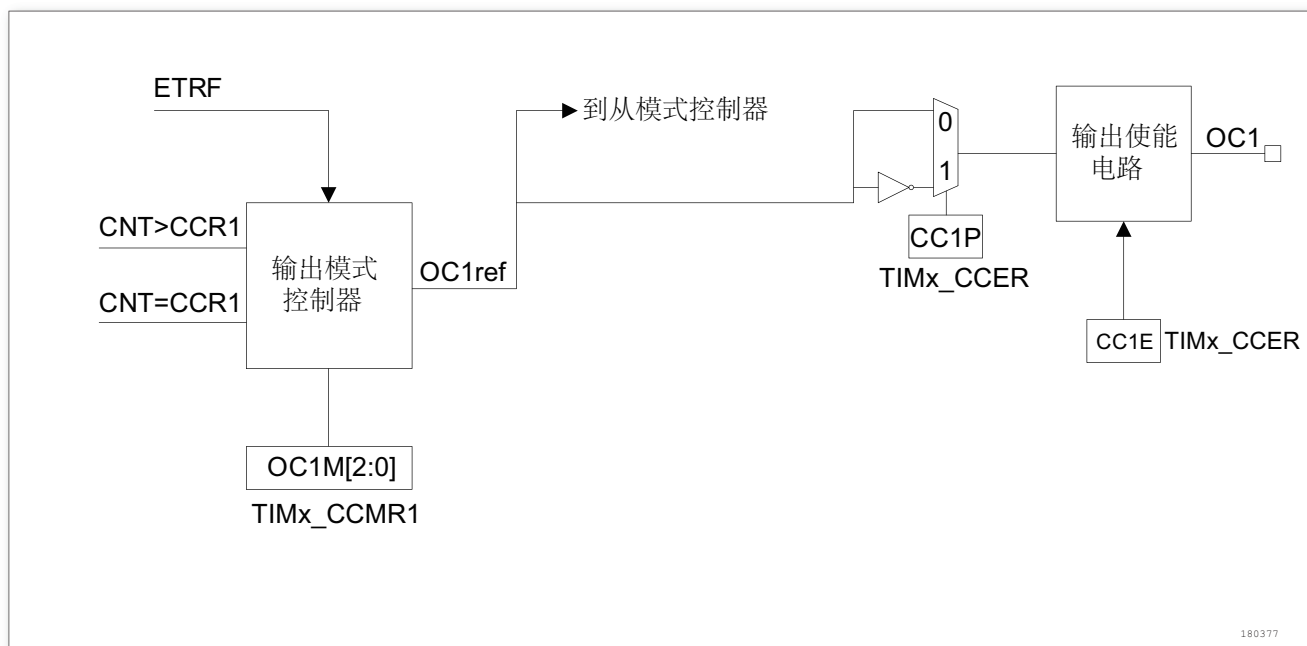 ETRF
到从模式控制器
0
1
输出使能
电路
OC1
CNT>CCR1
CNT=CCR1
输出模式
控制器
OC1ref
CC1P
TIMx_CCER
CC1E
TIMx_CCER
OC1M[2:0]
TIMx_CCMR1
180377